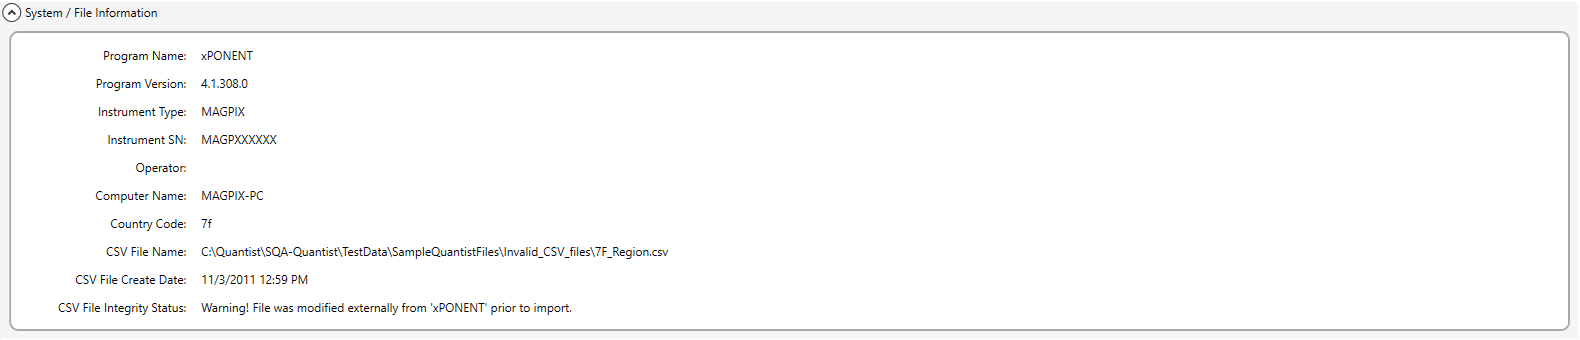 System / File Information
Program Name: xPONENT
Program Version: 4.1.308.0
Instrument Type: MAGPIX
Instrument SN: MAGPXXXXXX
Operator:
Computer Name: MAGPIX-PC
Country Code: 7f
CSV File Name: C:\Quantist\SQA-Quantist\TestData\SampleQuantistFiles\Invalid_CSV_files\7F_Region.csv
CSV File Create Date: 11/3/2011 12:59 PM
CSV File Integrity Status: Warning! File was modified externally from 'xPONENT' prior to import.